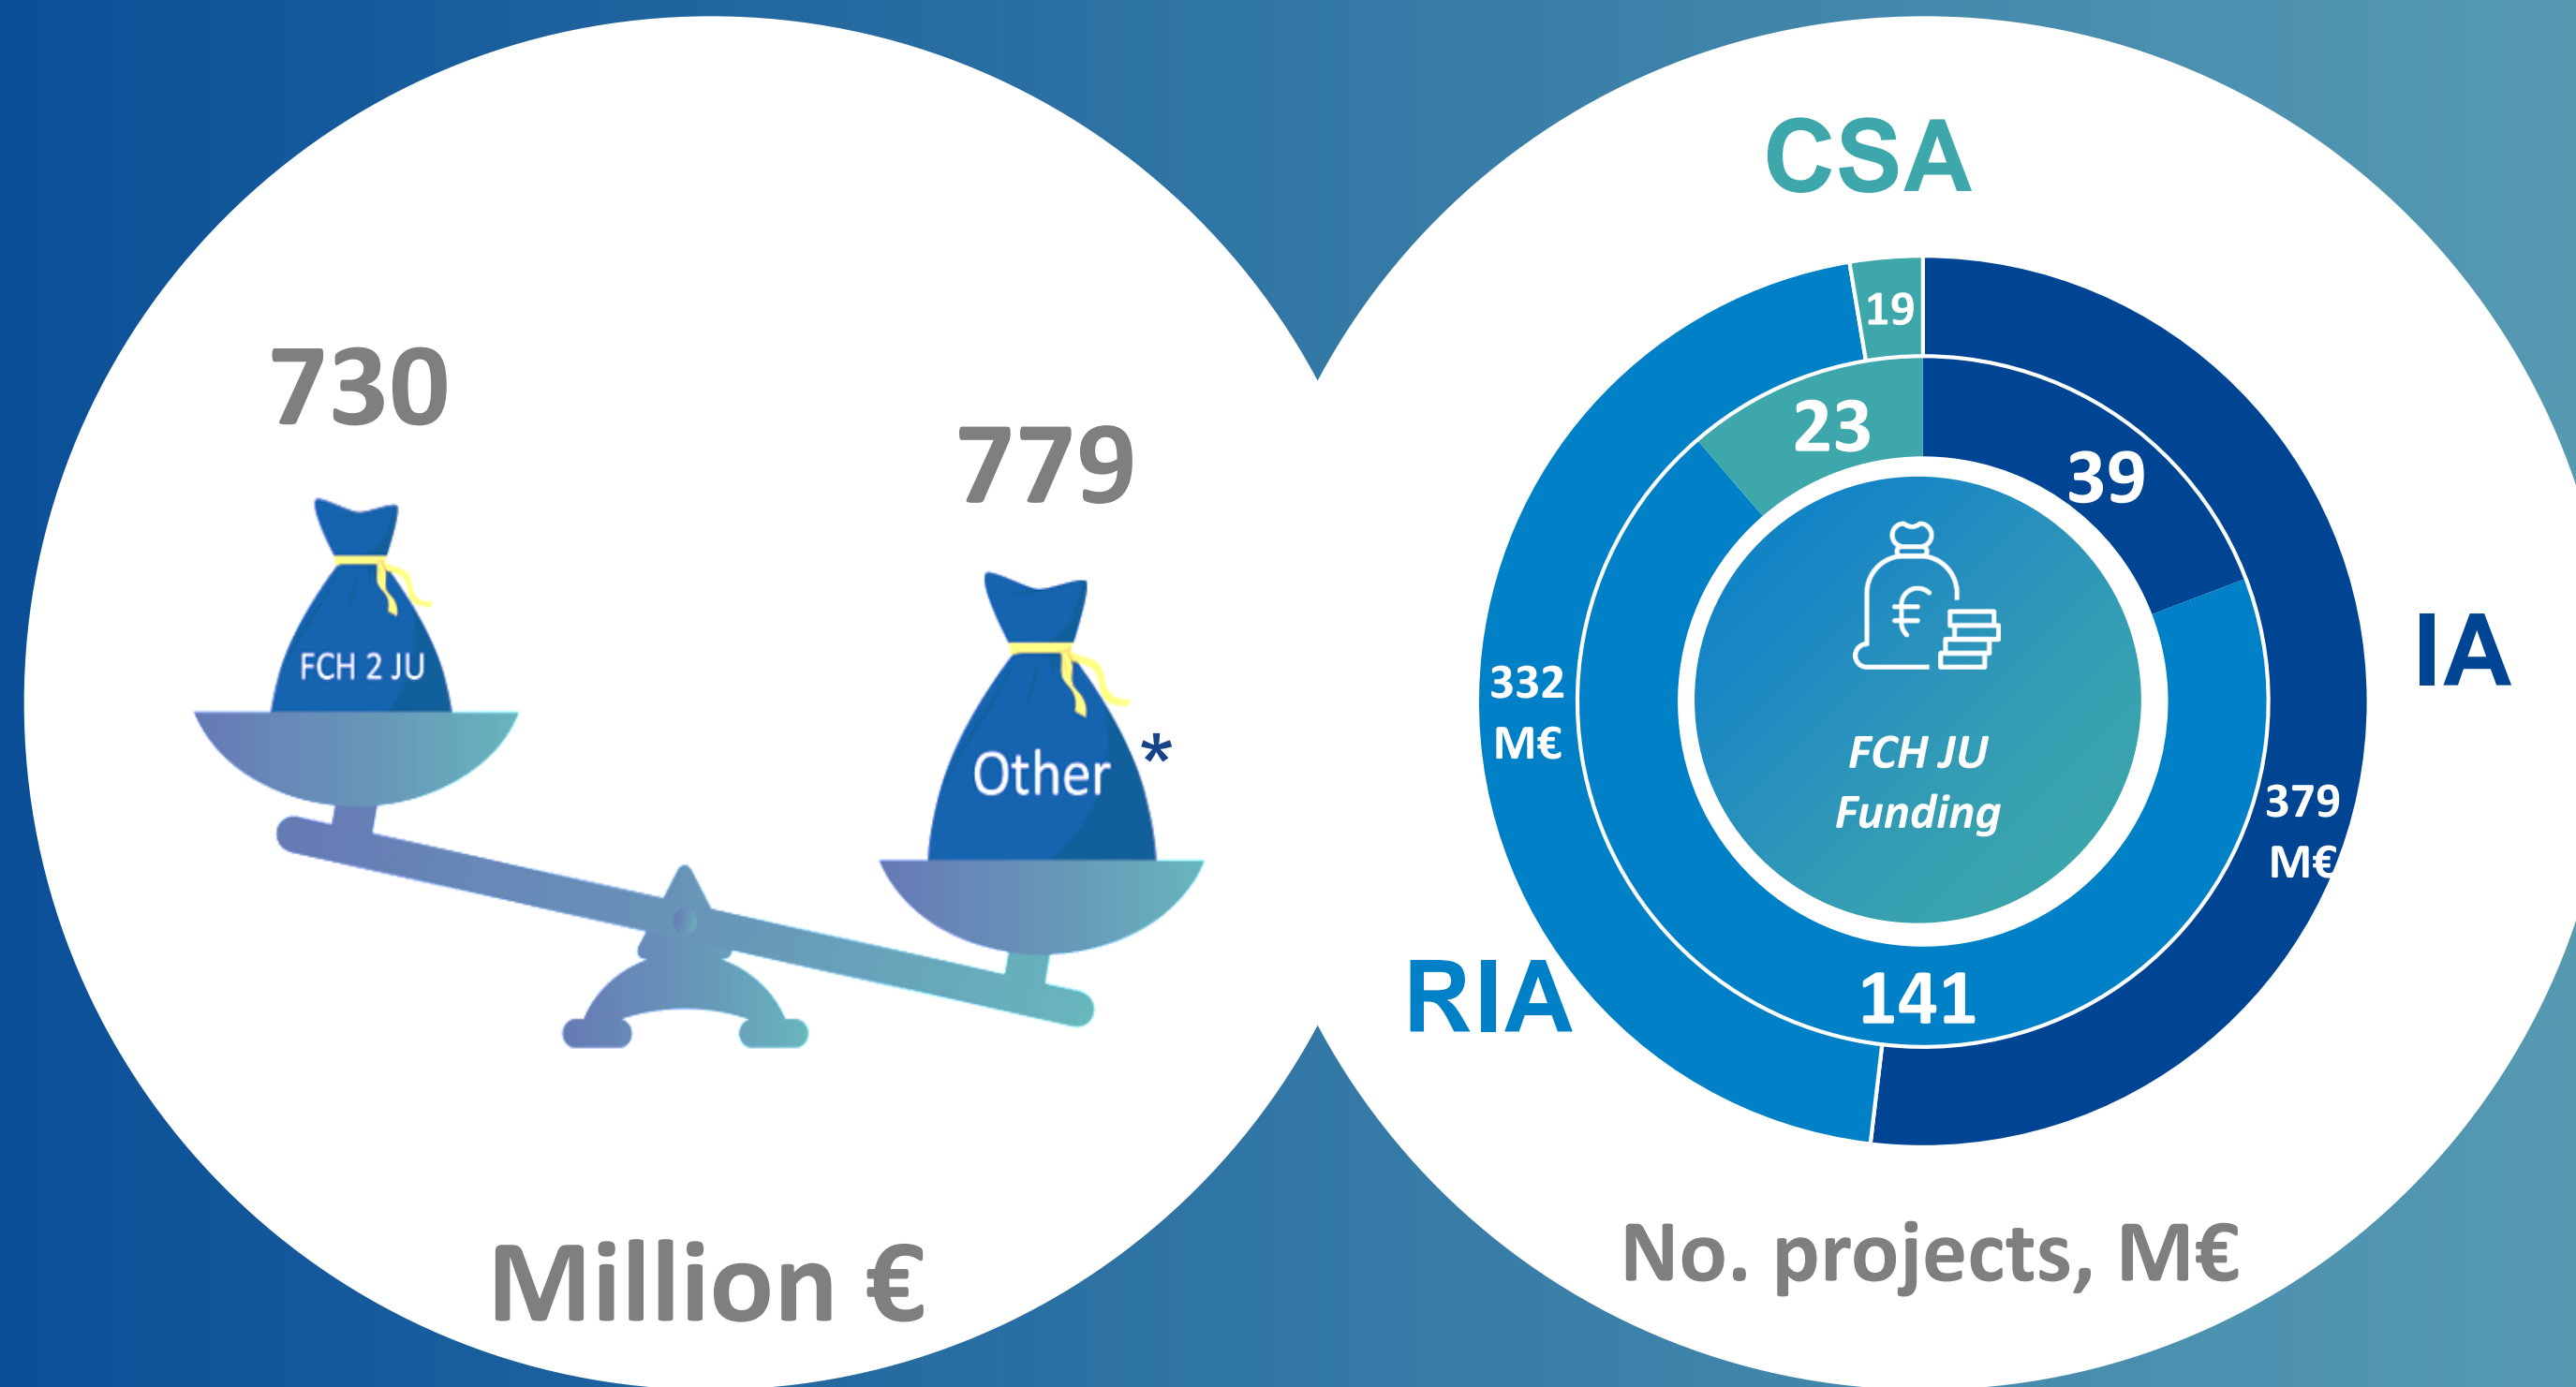 730
779
FCH 2 JU
Other *
Million €
CSA
19
23
39
IA
332
M€
379
M€
FCH JU
Funding
RIA
141
No. projects, M€